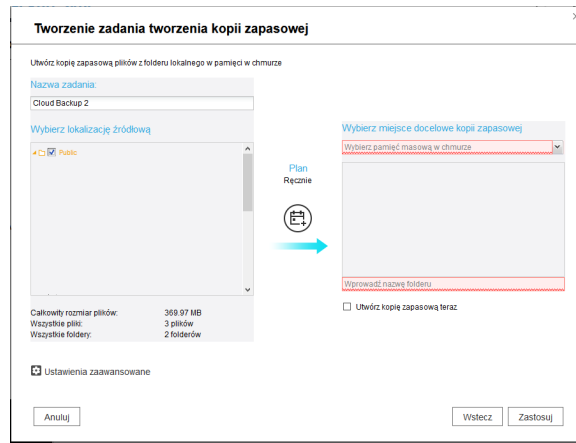 Tworzenie zadania tworzenia kopii zapasowej
Utwórz kopię zapasową plików z folderu lokalnego w pamięci w chmurze
Nazwa zadania:
Cloud Backup 2
Wybierz lokalizację źródłową
Public
Całkowity rozmiar plików: 369.97 MB
Wszystkie pliki: 3 plików
Wszystkie foldery: 2 folderów
Plan
Ręcznie
Wybierz miejsce docelowe kopii zapasowej
Wybierz pamięć masową w chmurze
Wprowadź nazwę folderu
Utwórz kopię zapasową teraz
Ustawienia zaawansowane
Anuluj
Wstecz
Zastosuj